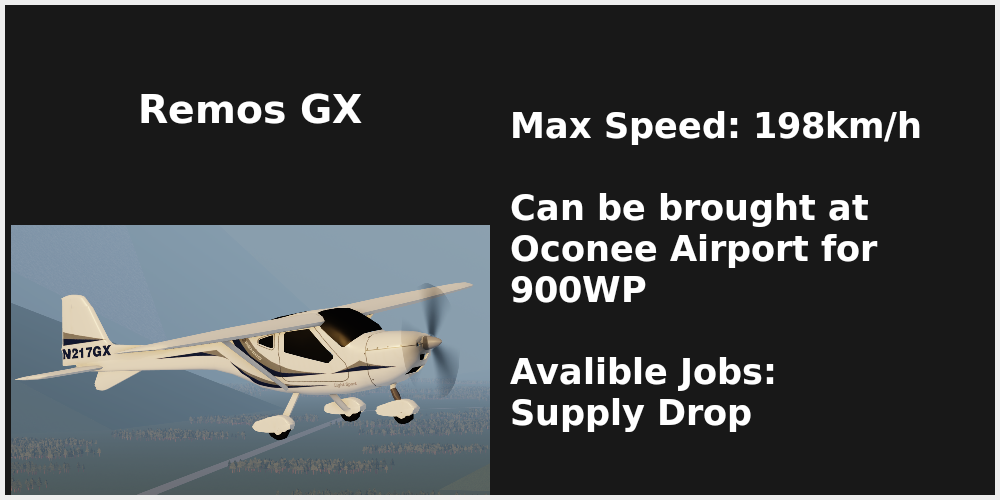 Remos GX
Max Speed: 198km/h
Can be brought at
Oconee Airport for
900WP
Avalible Jobs:
Supply Drop
N217GX